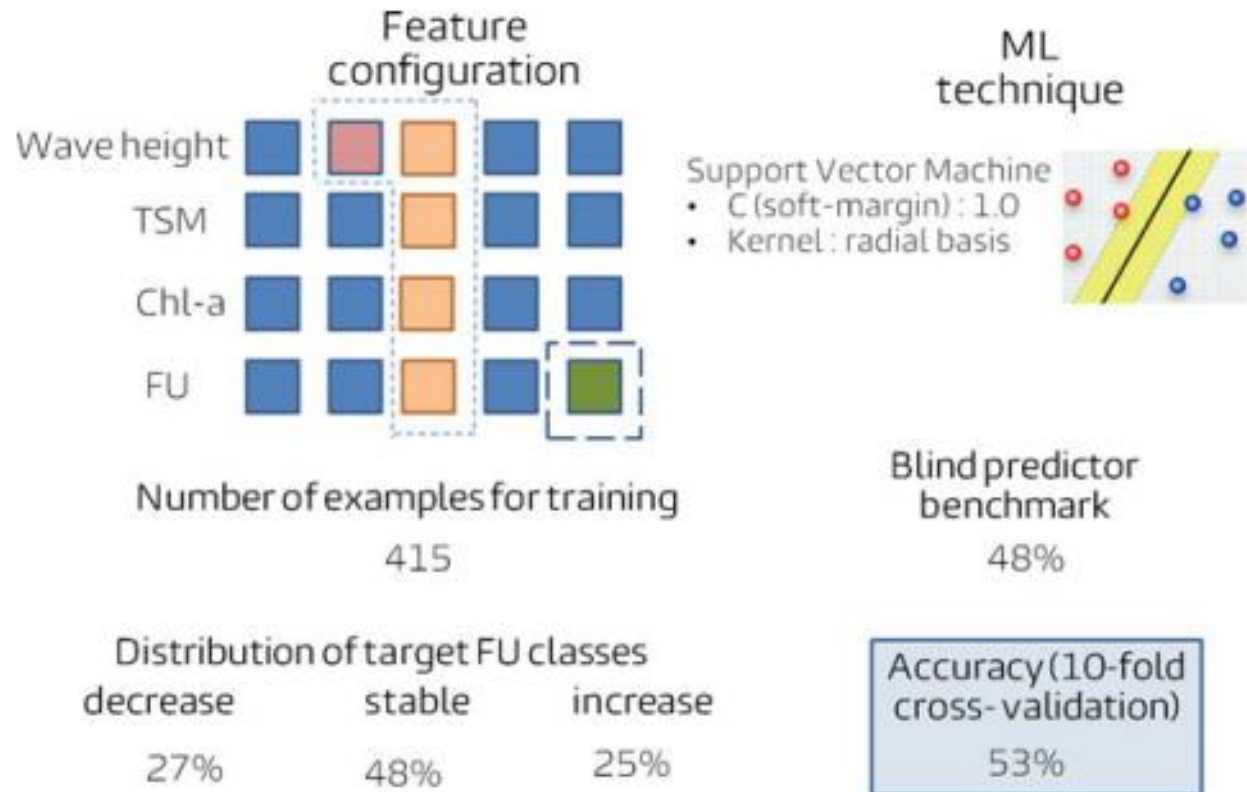 Feature
configuration
Wave height
TSM
Chl-a
FU
ML
technique
Support Vector Machine
• C (soft-margin) : 1.0
• Kernel : radial basis
Number of examples for training
415
Blind predictor
benchmark
48%
Distribution of target FU classes
decrease stable increase
27% 48% 25%
Accuracy (10-fold
cross-validation)
53%